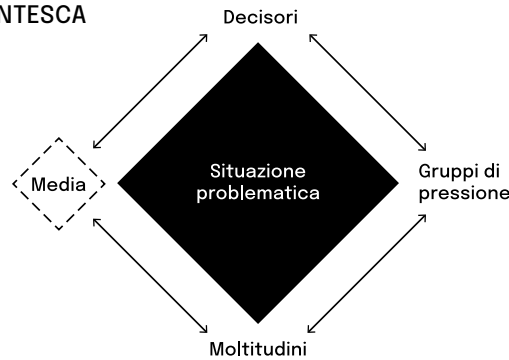 NTESCA
Decisori
Media
Situazione
problematica
Gruppi di
pressione
Moltitudini